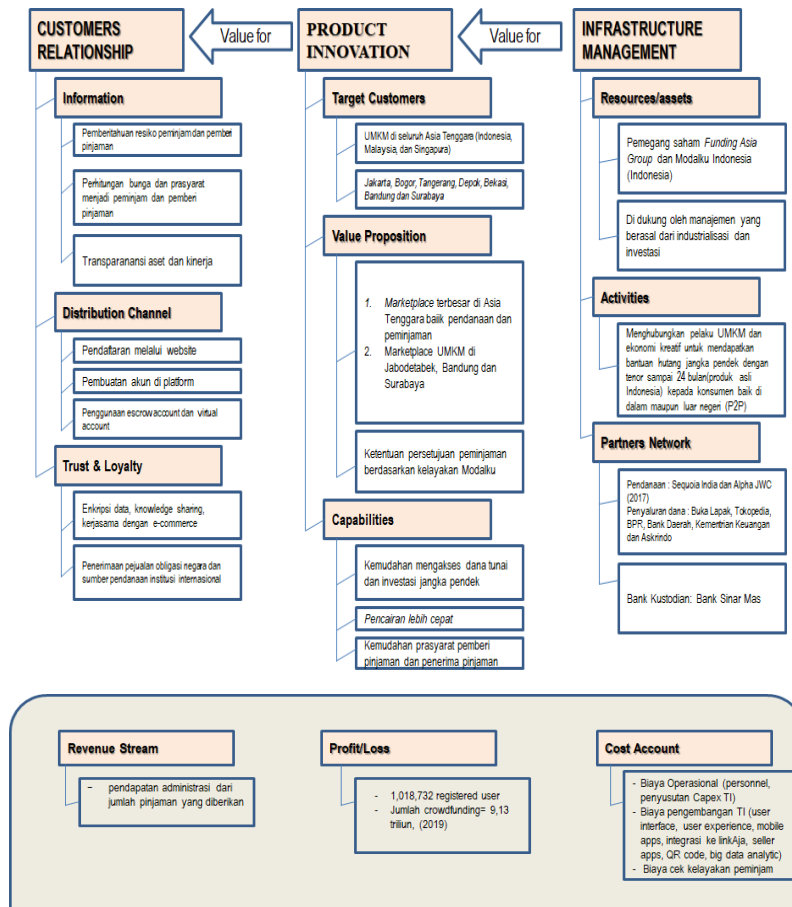 CUSTOMERS
RELATIONSHIP
Value for
PRODUCT
INNOVATION
Value for
INFRASTRUCTURE
MANAGEMENT
Information
Pemberitahuan resiko peminjam dan pemberi
pinjaman
Perhitungan bunga dan prasyarat
menjadi peminjam dan pemberi
pinjaman
Transparanansi aset dan kinerja
Distribution Channel
Pendaftaran melalui website
Pembuatan akun di platform
Penggunaan escrow account dan virtual
account
Trust & Loyalty
Enkripsi data, knowledge sharing,
kerjasama dengan e-commerce
Penerimaan pejualan obligasi negara dan
sumber pendanaan institusi internasional
Target Customers
UMKM di seluruh Asia Tenggara (Indonesia,
Malaysia, dan Singapura)
Jakarta, Bogor, Tangerang, Depok, Bekasi,
Bandung dan Surabaya
Value Proposition
1. Marketplace terbesar di Asia
Tenggara baiik pendanaan dan
peminjaman
2. Marketplace UMKM di
Jabodetabek, Bandung dan
Surabaya
Ketentuan persetujuan peminjaman
berdasarkan kelayakan Modalku
Capabilities
Kemudahan mengakses dana tunai
dan investasi jangka pendek
Pencairan lebih cepat
Kemudahan prasyarat pemberi
pinjaman dan penerima pinjaman
Resources/assets
Pemegang saham Funding Asia
Group dan Modalku Indonesia
(Indonesia)
Di dukung oleh manajemen yang
berasal dari industrialisasi dan
investasi
Activities
Menghubungkan pelaku UMKM dan
ekonomi kreatif untuk mendapatkan
bantuan hutang jangka pendek dengan
tenor sampai 24 bulan(produk asli
Indonesia) kepada konsumen baik di
dalam maupun luar negeri (P2P)
Partners Network
Pendanaan : Sequoia India dan Alpha JWC
(2017)
Penyaluran dana : Buka Lapak, Tokopedia,
BPR, Bank Daerah, Kementrian Keuangan
dan Askrindo
Bank Kustodian: Bank Sinar Mas
Revenue Stream
– pendapatan administrasi dari
jumlah pinjaman yang diberikan
Profit/Loss
- 1,018,732 registered user
- Jumlah crowdfunding= 9,13
triliun, (2019)
Cost Account
- Biaya Operasional (personnel,
penyusutan Capex TI)
- Biaya pengembangan TI (user
interface, user experience, mobile
apps, integrasi ke linkAja, seller
apps, QR code, big data analytic)
- Biaya cek kelayakan peminjam